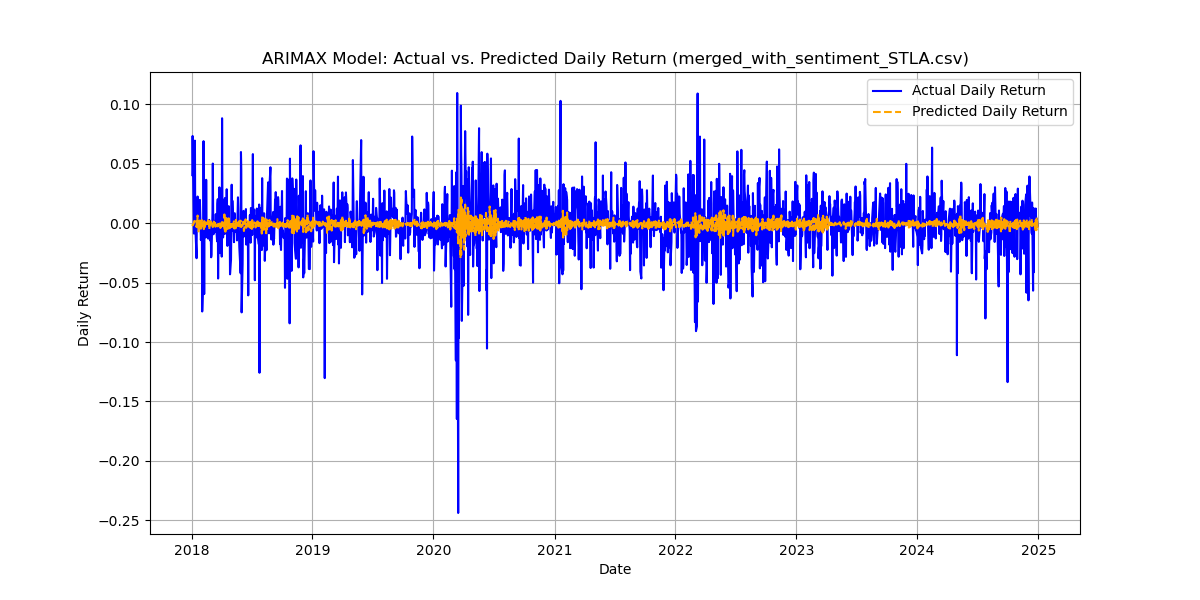 ARIMAX Model: Actual vs. Predicted Daily Return (merged_with_sentiment_STLA.csv)
Actual Daily Return
Predicted Daily Return
Daily Return
0.10
0.05
0.00
−0.05
−0.10
−0.15
−0.20
−0.25
2018 2019 2020 2021 2022 2023 2024 2025
Date